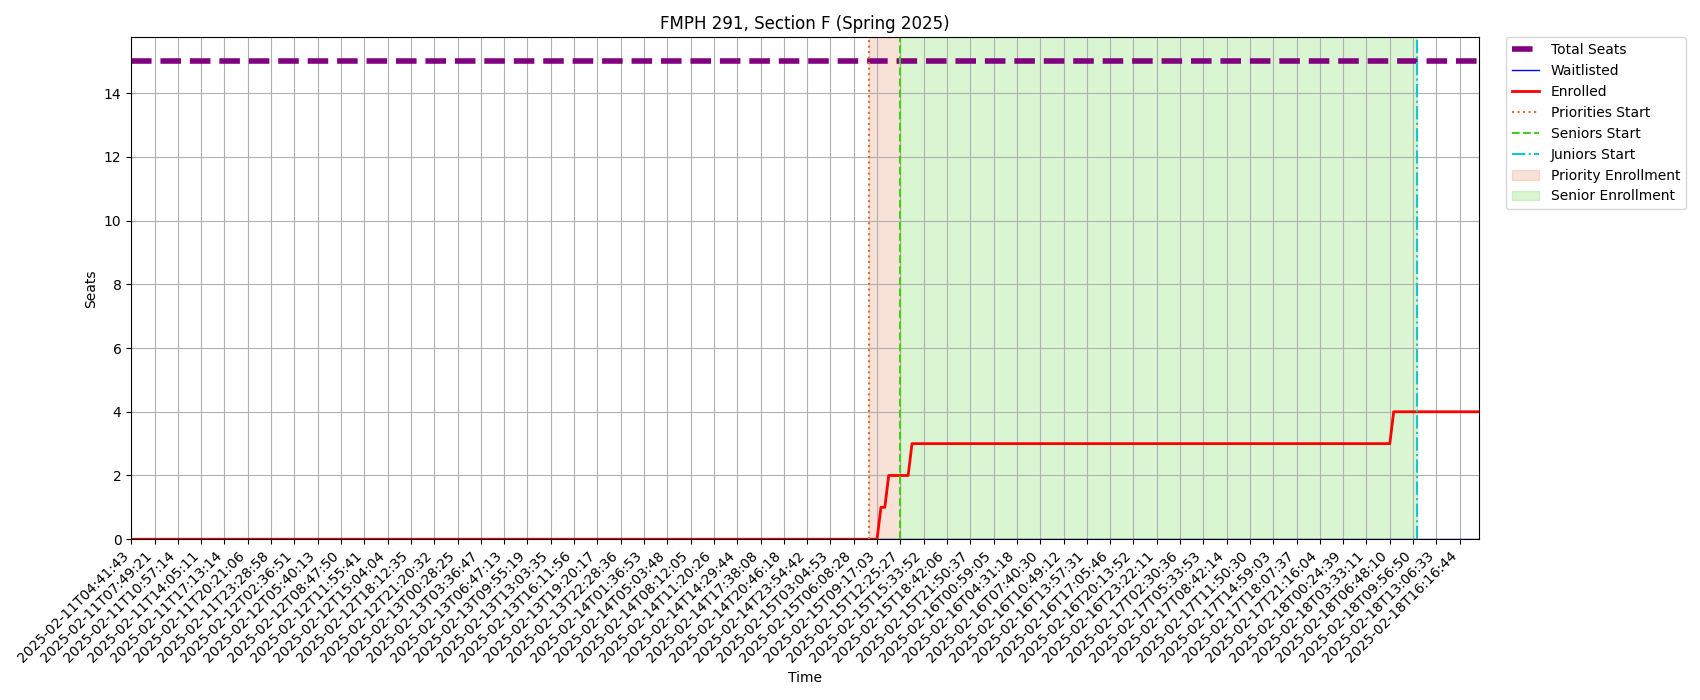 FMPH 291, Section F (Spring 2025)
Total Seats
Waitlisted
Enrolled
Priorities Start
Seniors Start
Juniors Start
Priority Enrollment
Senior Enrollment
Seats
14
12
10
8
6
4
2
0
2025-02-11T04:41:43
2025-02-11T07:49:21
2025-02-11T10:57:14
2025-02-11T14:05:11
2025-02-11T17:13:14
2025-02-11T20:21:06
2025-02-11T23:28:58
2025-02-12T02:36:51
2025-02-12T05:40:13
2025-02-12T08:47:50
2025-02-12T11:55:41
2025-02-12T15:04:04
2025-02-12T18:12:35
2025-02-12T21:20:32
2025-02-13T00:28:25
2025-02-13T03:36:47
2025-02-13T06:47:13
2025-02-13T09:55:19
2025-02-13T13:03:35
2025-02-13T16:11:56
2025-02-13T19:20:17
2025-02-13T22:28:36
2025-02-14T01:36:53
2025-02-14T05:03:48
2025-02-14T08:12:05
2025-02-14T11:20:26
2025-02-14T14:29:44
2025-02-14T17:38:08
2025-02-14T20:46:18
2025-02-14T23:54:42
2025-02-15T03:04:53
2025-02-15T06:08:28
2025-02-15T09:17:03
2025-02-15T12:25:27
2025-02-15T15:33:52
2025-02-15T18:42:06
2025-02-15T21:50:37
2025-02-16T00:59:05
2025-02-16T04:31:18
2025-02-16T07:40:30
2025-02-16T10:49:12
2025-02-16T13:57:31
2025-02-16T17:05:46
2025-02-16T20:13:52
2025-02-16T23:22:11
2025-02-17T02:30:36
2025-02-17T05:33:53
2025-02-17T08:42:14
2025-02-17T11:50:30
2025-02-17T14:59:03
2025-02-17T18:07:37
2025-02-17T21:16:04
2025-02-18T00:24:39
2025-02-18T03:33:11
2025-02-18T06:48:10
2025-02-18T09:56:50
2025-02-18T13:06:33
2025-02-18T16:16:44
Time